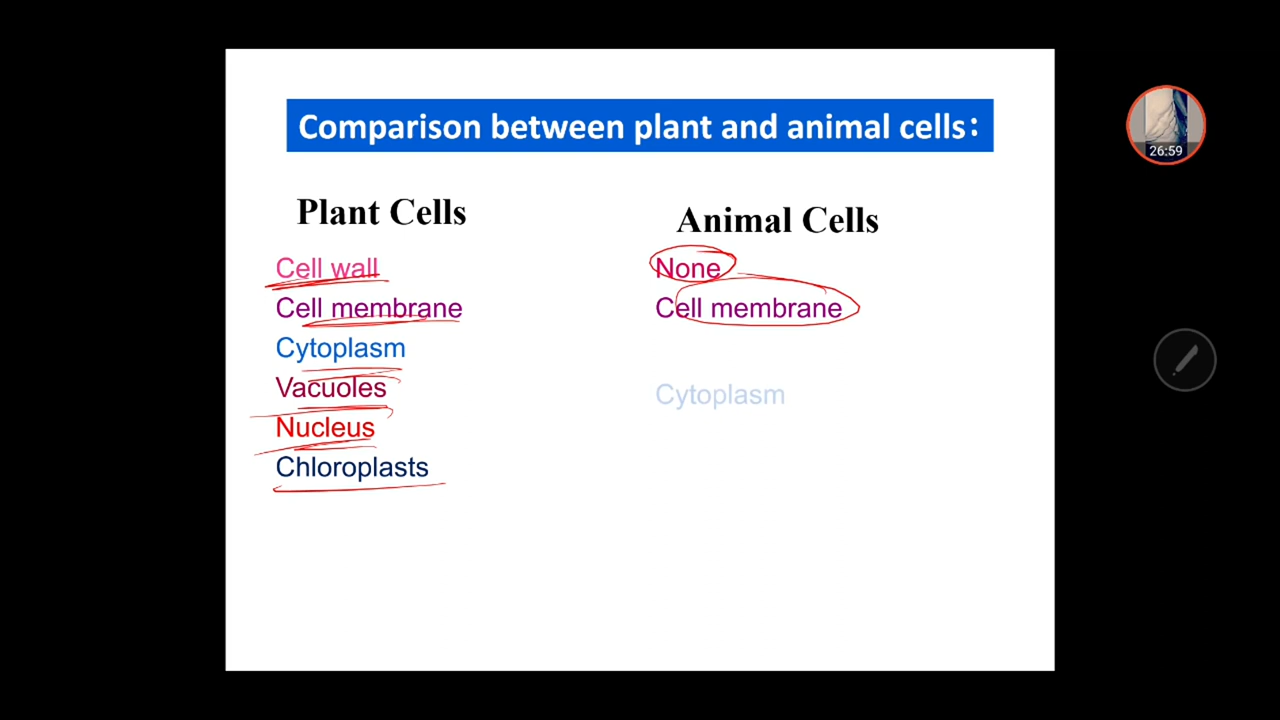 Comparison between plant and animal cells:
26:59
Plant Cells
Animal Cells
Cell wall
None
Cell membrane
Cell membrane
Cytoplasm
Cytoplasm
Vacuoles
Nucleus
Chloroplasts